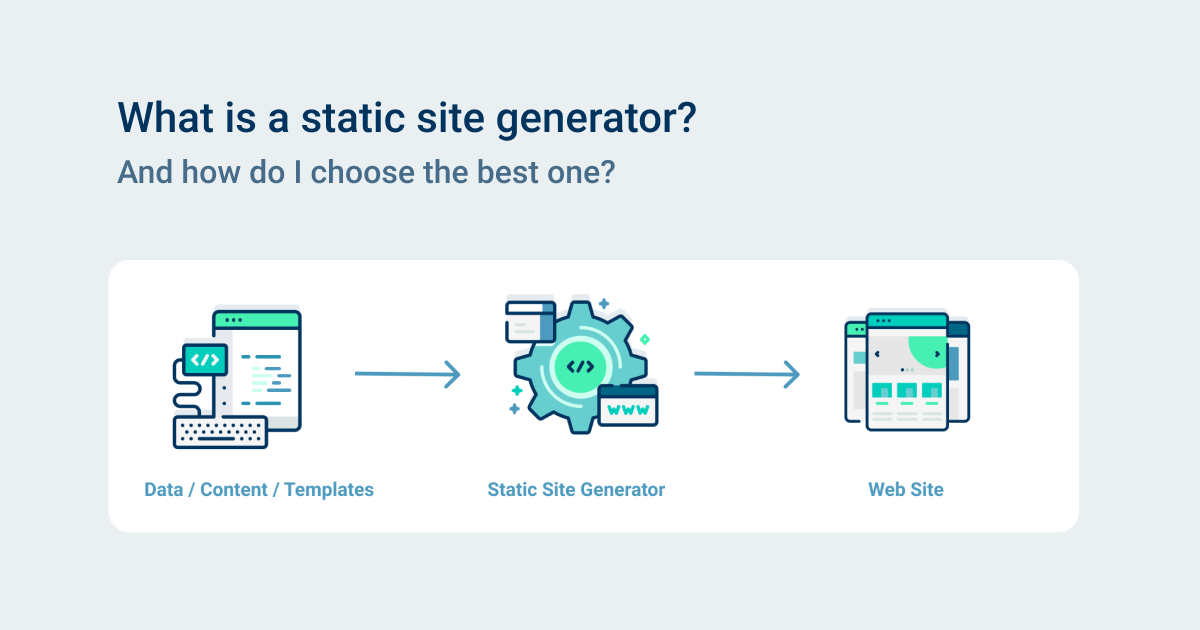 What is a static site generator?
And how do I choose the best one?
</>
</>
www
Data / Content / Templates
Static Site Generator
Web Site